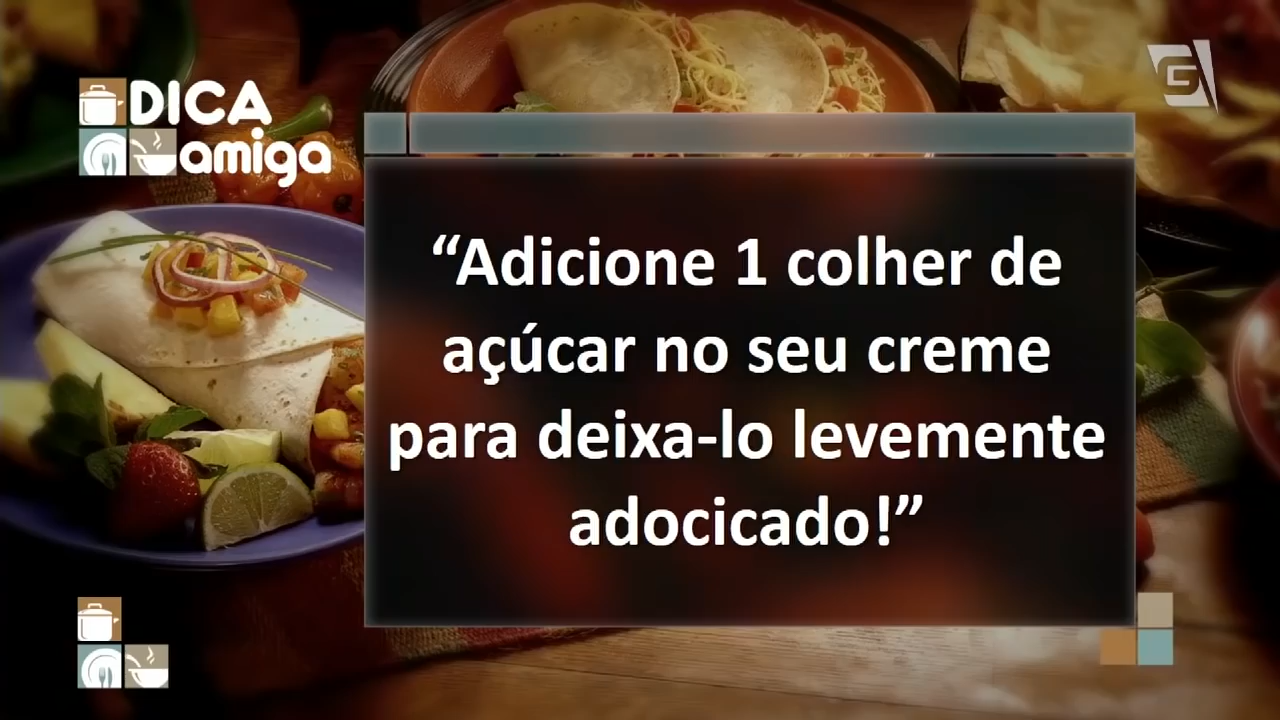 DICA
amiga
G
“Adicione 1 colher de
açúcar no seu creme
para deixa-lo levemente
adocicado!”